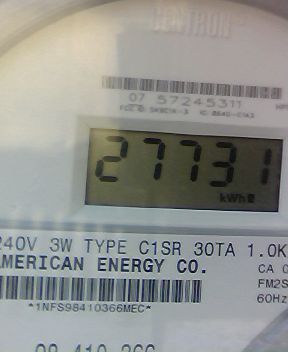 CENTRON
07 57245311
27731
kWh
240V 3W TYPE C1SR 30TA 1.0K
AMERICAN ENERGY CO.
CA 0
FM2S
60Hz
*1NFS98410366MEC*